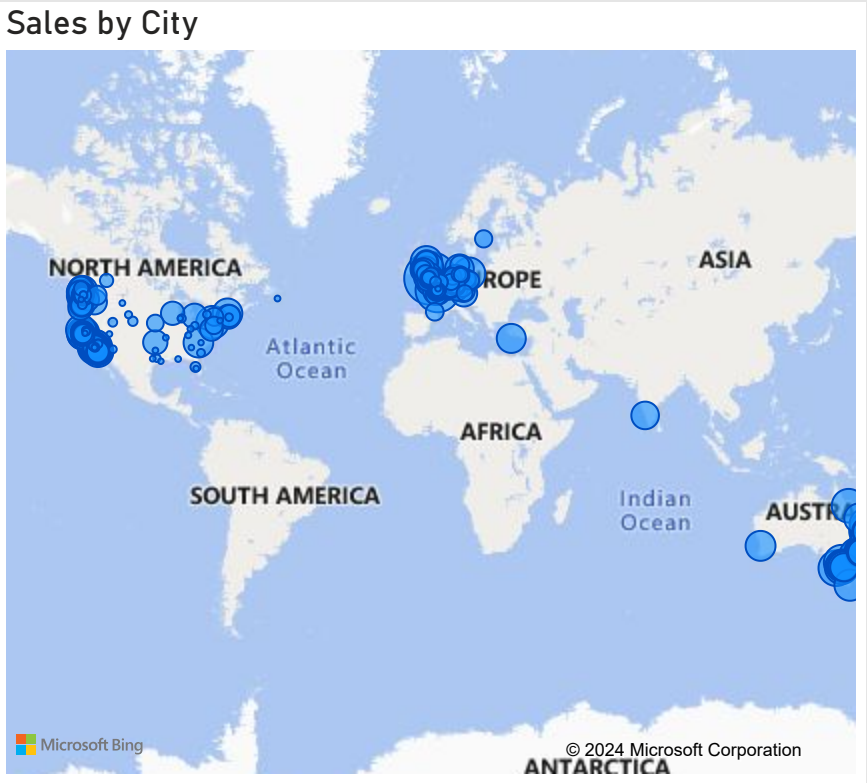 Sales by City
NORTH AMERICA
ROPE
ASIA
Atlantic
Ocean
AFRICA
SOUTH AMERICA
Indian
Ocean
AUSTRA
Microsoft Bing
© 2024 Microsoft Corporation
ANTARCTICA